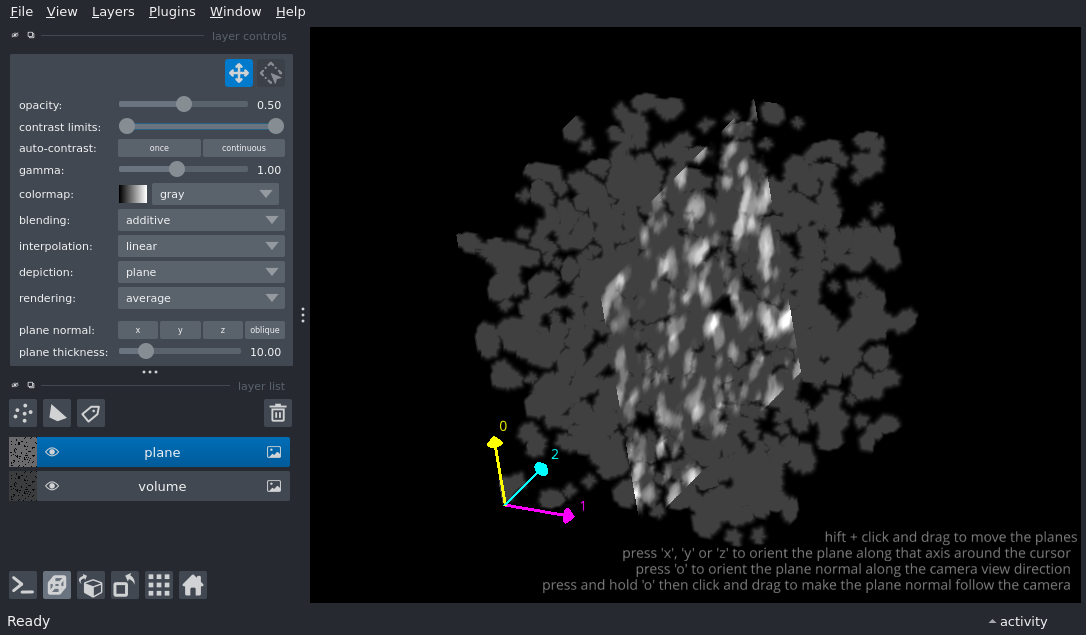 File View Layers Plugins Window Help
layer controls
opacity: 0.50
contrast limits:
auto-contrast: once continuous
gamma: 1.00
colormap: gray
blending: additive
interpolation: linear
depiction: plane
rendering: average
plane normal: x y z oblique
plane thickness: 10.00
layer list
plane
volume
0
2
1
hift + click and drag to move the planes
press 'x', 'y' or 'z' to orient the plane along that axis around the cursor
press 'o' to orient the plane normal along the camera view direction
press and hold 'o' then click and drag to make the plane normal follow the camera
Ready activity